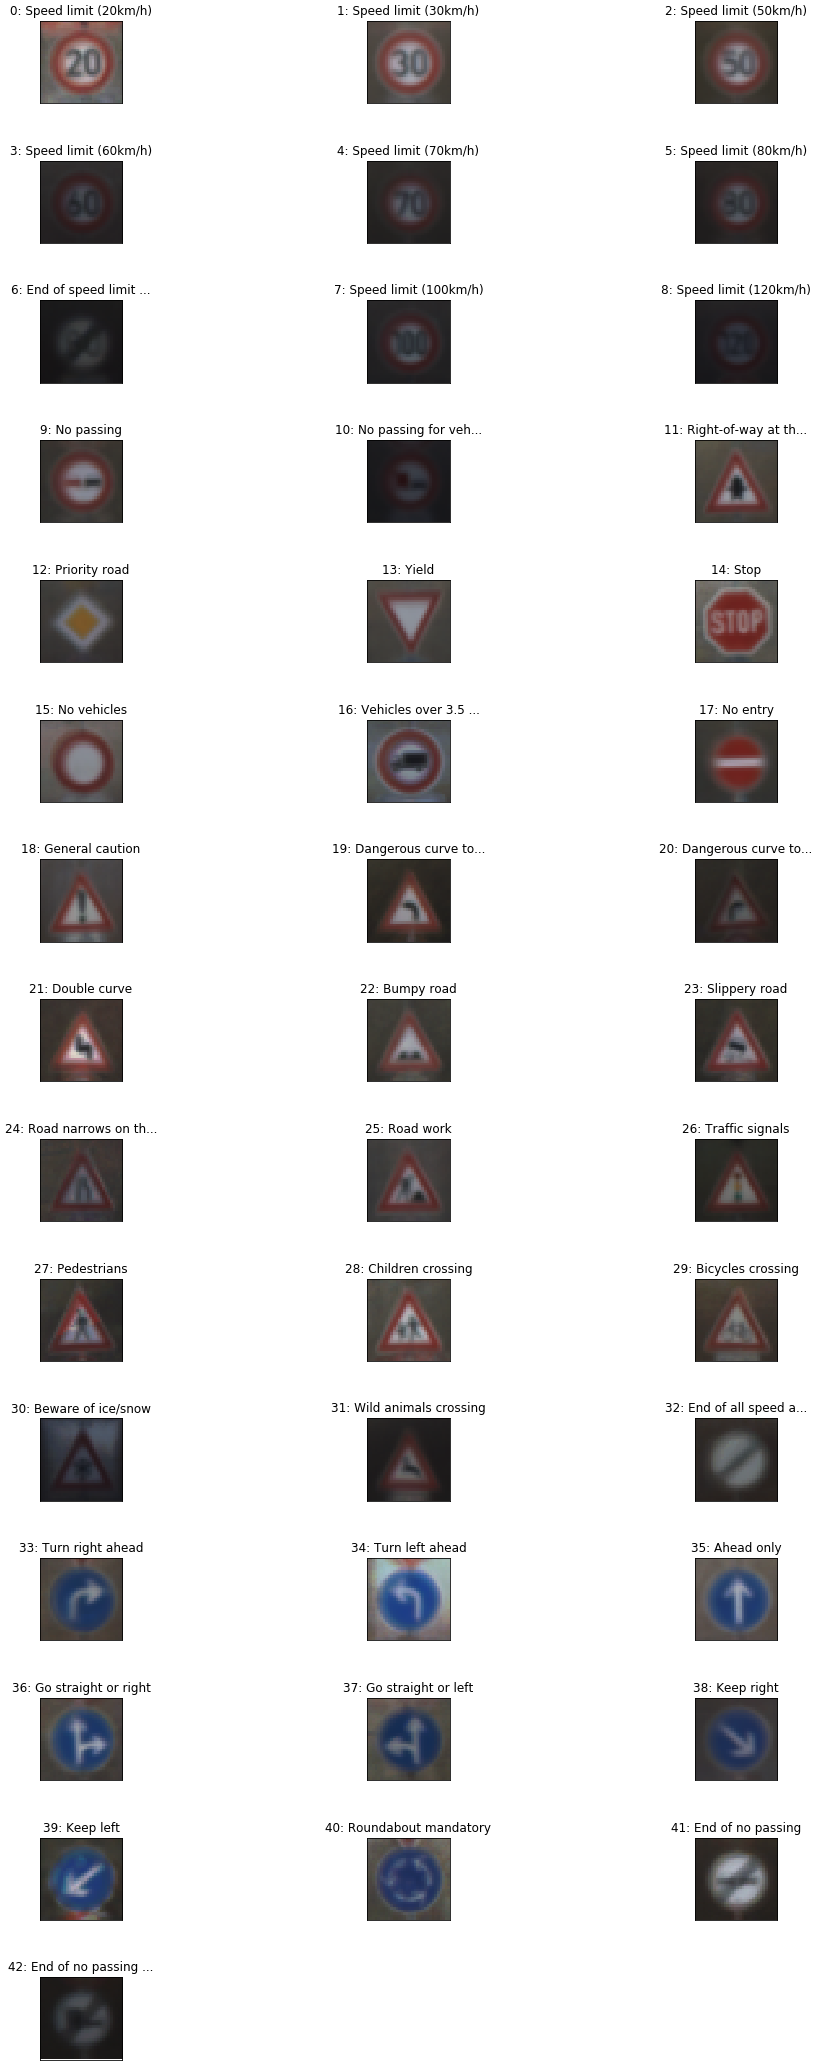 0: Speed limit (20km/h) 1: Speed limit (30km/h) 2: Speed limit (50km/h)
20 30 50
3: Speed limit (60km/h) 4: Speed limit (70km/h) 5: Speed limit (80km/h)
60 70 80
6: End of speed limit ... 7: Speed limit (100km/h) 8: Speed limit (120km/h)
100 120
9: No passing 10: No passing for veh... 11: Right-of-way at th...
12: Priority road 13: Yield 14: Stop
STOP
15: No vehicles 16: Vehicles over 3.5 ... 17: No entry
18: General caution 19: Dangerous curve to... 20: Dangerous curve to...
21: Double curve 22: Bumpy road 23: Slippery road
24: Road narrows on th... 25: Road work 26: Traffic signals
27: Pedestrians 28: Children crossing 29: Bicycles crossing
30: Beware of ice/snow 31: Wild animals crossing 32: End of all speed a...
33: Turn right ahead 34: Turn left ahead 35: Ahead only
36: Go straight or right 37: Go straight or left 38: Keep right
39: Keep left 40: Roundabout mandatory 41: End of no passing
42: End of no passing ...